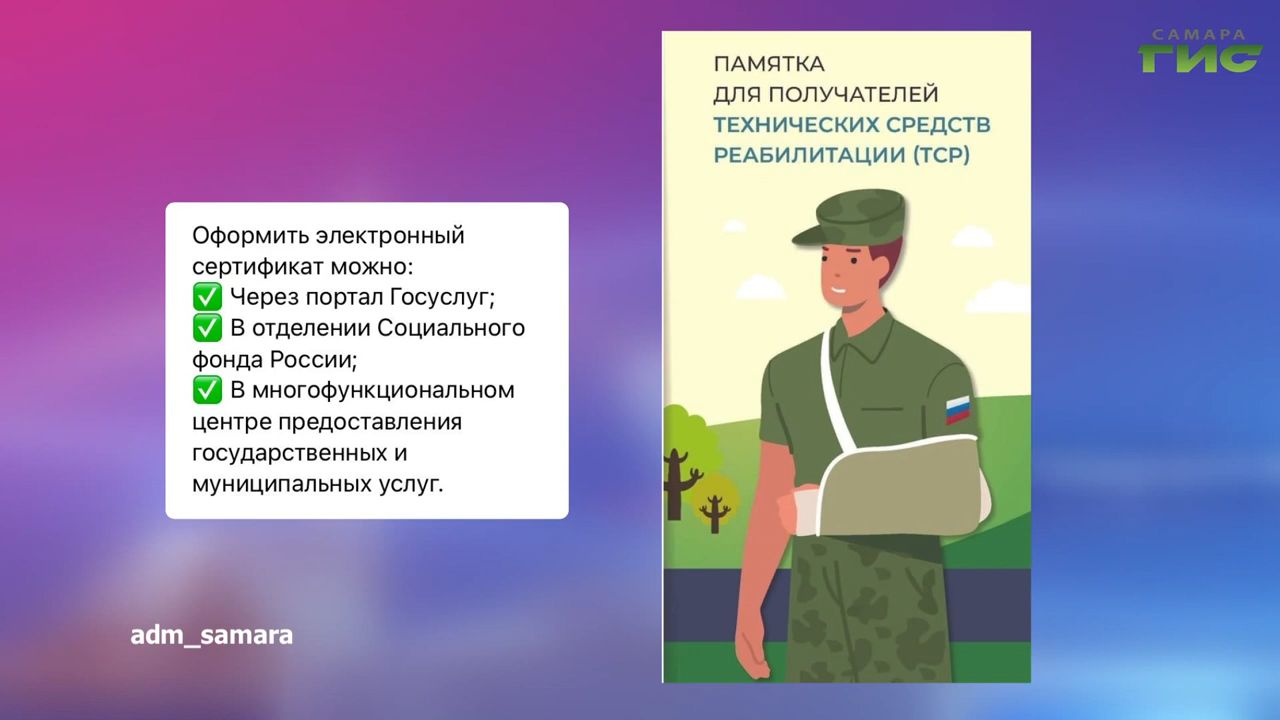 САМАРА
ГИС
ПАМЯТКА
ДЛЯ ПОЛУЧАТЕЛЕЙ
ТЕХНИЧЕСКИХ СРЕДСТВ
РЕАБИЛИТАЦИИ (ТСР)
Оформить электронный
сертификат можно:
✅ Через портал Госуслуг;
✅ В отделении Социального
фонда России;
✅ В многофункциональном
центре предоставления
государственных и
муниципальных услуг.
adm_samara